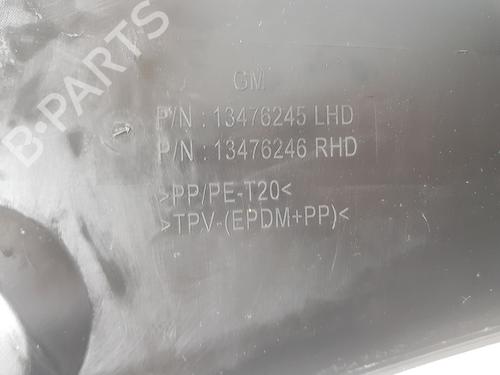 B-PARTS
GM
P/N : 13476245 LHD
P/N : 13476246 RHD
>PP/PE-T20<
>TPV-(EPDM+PP)<